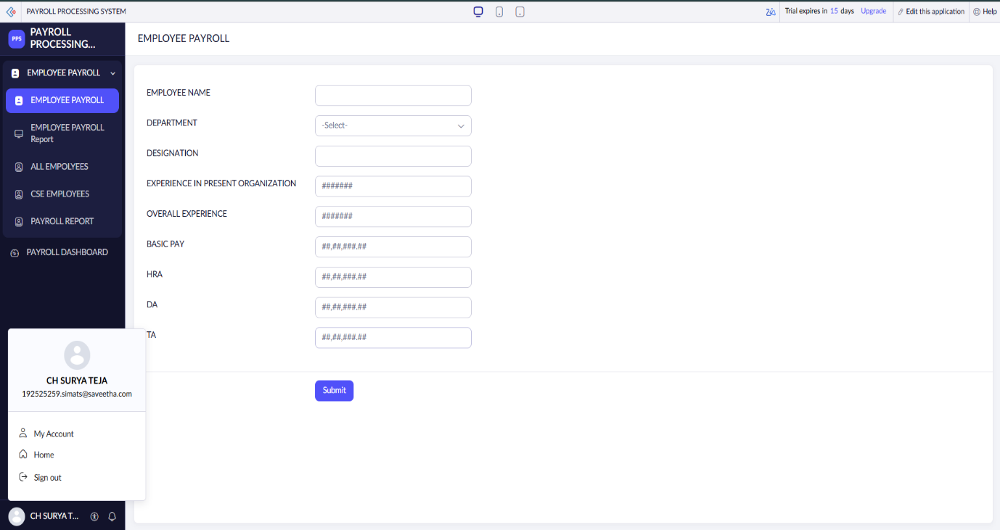 PAYROLL PROCESSING SYSTEM
Trial expires in 15 days Upgrade
Edit this application
Help
PPS
PAYROLL
PROCESSING...
EMPLOYEE PAYROLL
EMPLOYEE PAYROLL
EMPLOYEE PAYROLL
Report
ALL EMPOLYEES
CSE EMPLOYEES
PAYROLL REPORT
PAYROLL DASHBOARD
CH SURYA TEJA
192525259.simats@saveetha.com
My Account
Home
Sign out
CH SURYA T...
EMPLOYEE PAYROLL
EMPLOYEE NAME
DEPARTMENT
-Select-
DESIGNATION
EXPERIENCE IN PRESENT ORGANIZATION
#######
OVERALL EXPERIENCE
#######
BASIC PAY
##,##,###.##
HRA
##,##,###.##
DA
##,##,###.##
TA
##,##,###.##
Submit